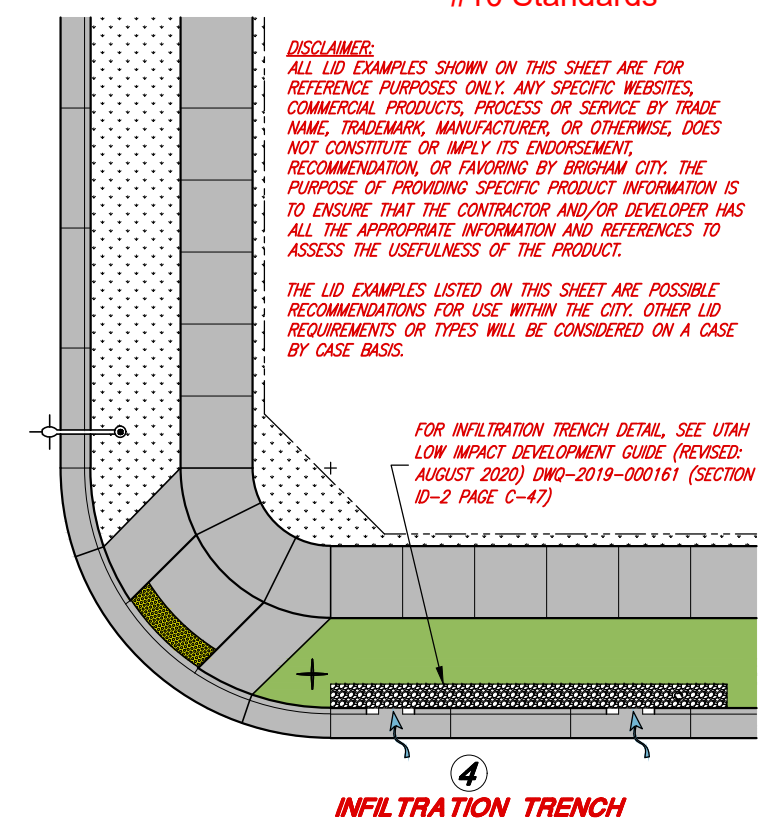 #10 Standards
DISCLAIMER:
ALL LID EXAMPLES SHOWN ON THIS SHEET ARE FOR
REFERENCE PURPOSES ONLY. ANY SPECIFIC WEBSITES,
COMMERCIAL PRODUCTS, PROCESS OR SERVICE BY TRADE
NAME, TRADEMARK, MANUFACTURER, OR OTHERWISE, DOES
NOT CONSTITUTE OR IMPLY ITS ENDORSEMENT,
RECOMMENDATION, OR FAVORING BY BRIGHAM CITY. THE
PURPOSE OF PROVIDING SPECIFIC PRODUCT INFORMATION IS
TO ENSURE THAT THE CONTRACTOR AND/OR DEVELOPER HAS
ALL THE APPROPRIATE INFORMATION AND REFERENCES TO
ASSESS THE USEFULNESS OF THE PRODUCT.
THE LID EXAMPLES LISTED ON THIS SHEET ARE POSSIBLE
RECOMMENDATIONS FOR USE WITHIN THE CITY. OTHER LID
REQUIREMENTS OR TYPES WILL BE CONSIDERED ON A CASE
BY CASE BASIS.
FOR INFILTRATION TRENCH DETAIL, SEE UTAH
LOW IMPACT DEVELOPMENT GUIDE (REVISED:
AUGUST 2020) DWQ-2019-000161 (SECTION
ID-2 PAGE C-47)
4
INFILTRATION TRENCH